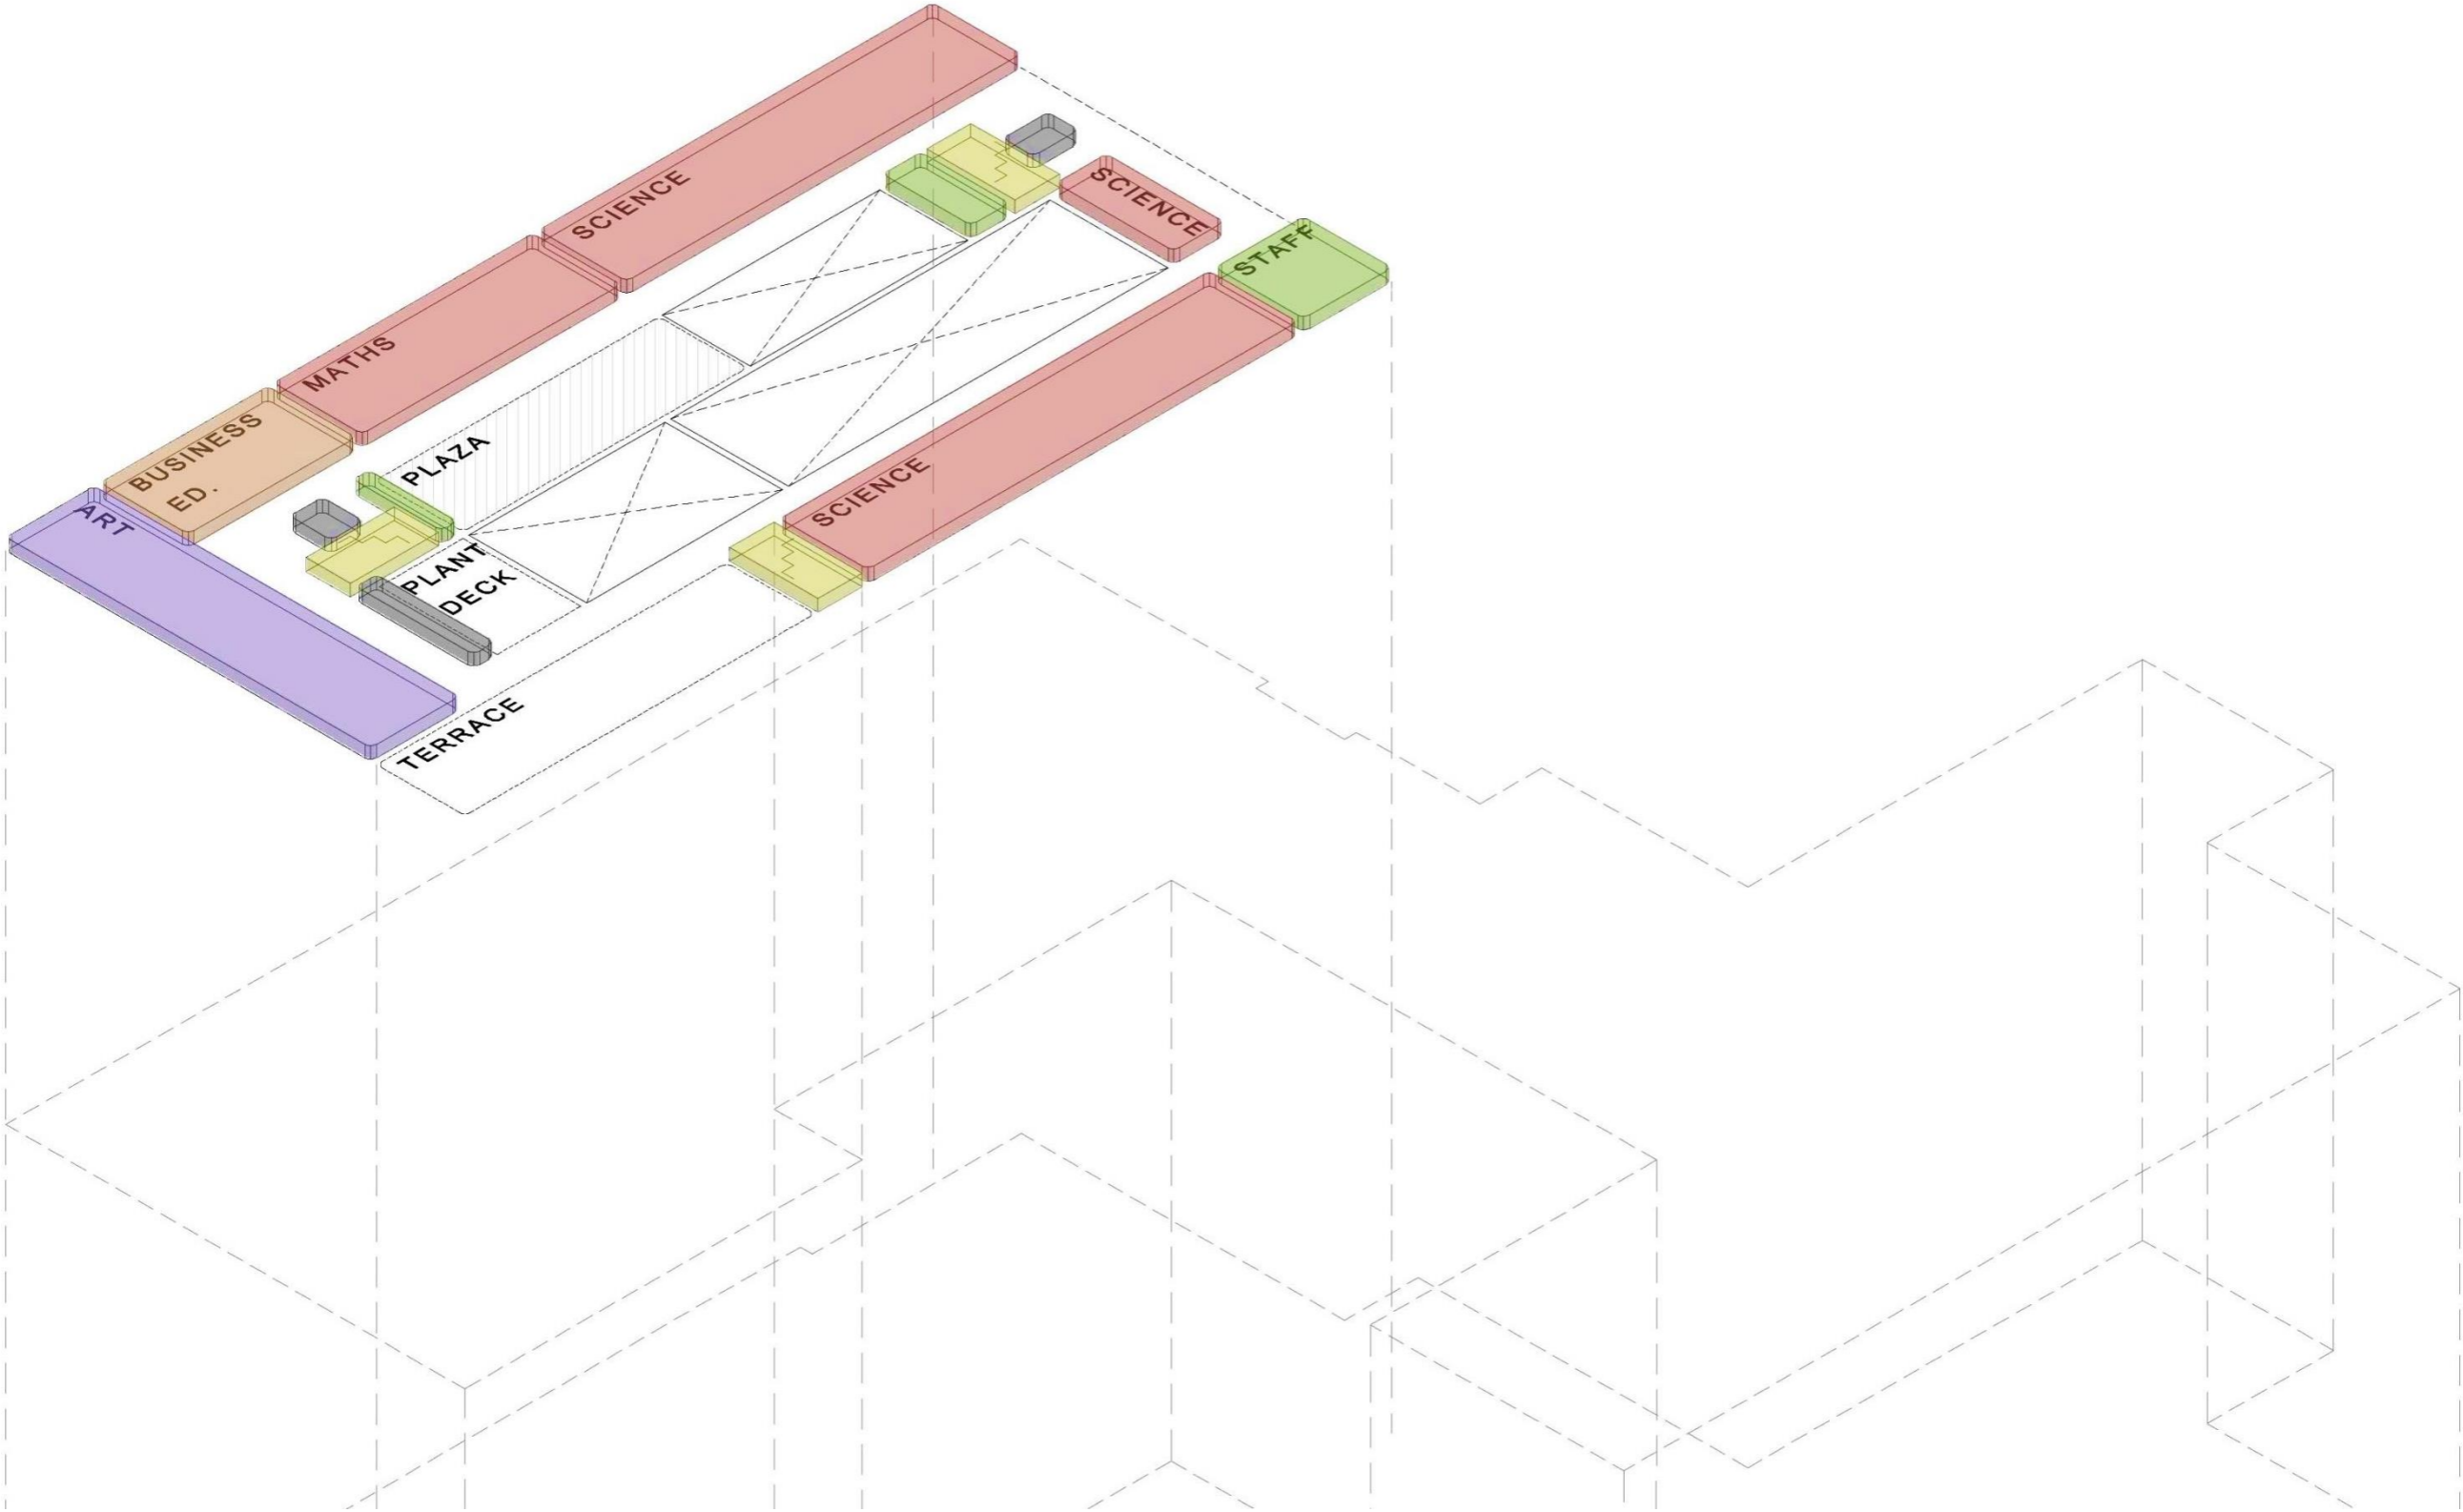 SCIENCE
SCIENCE
STAFF
MATHS
BUSINESS
ED.
PLAZA
SCIENCE
ART
PLANT
DECK
TERRACE